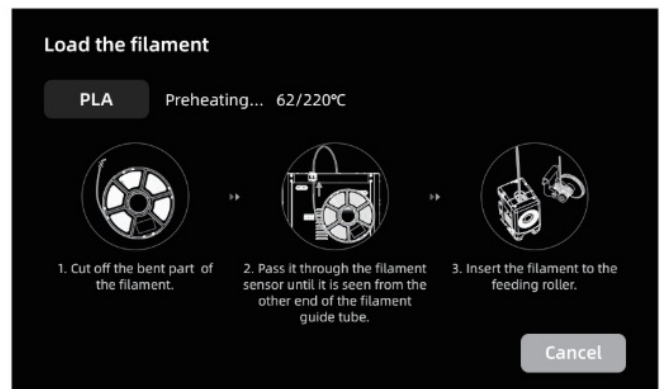 Load the filament
PLA
Preheating... 62/220℃
1. Cut off the bent part of
the filament.
2. Pass it through the filament
sensor until it is seen from the
other end of the filament
guide tube.
3. Insert the filament to the
feeding roller.
Cancel